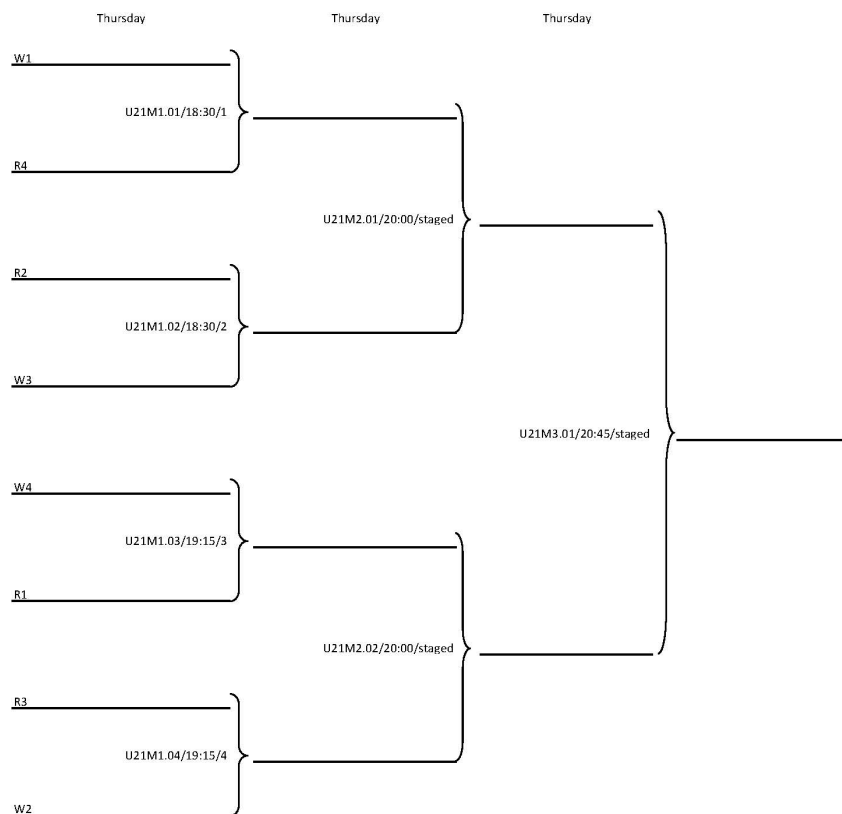 Thursday Thursday Thursday
W1
U21M1.01/18:30/1
R4
U21M2.01/20:00/staged
R2
U21M1.02/18:30/2
W3
U21M3.01/20:45/staged
W4
U21M1.03/19:15/3
R1
U21M2.02/20:00/staged
R3
U21M1.04/19:15/4
W2